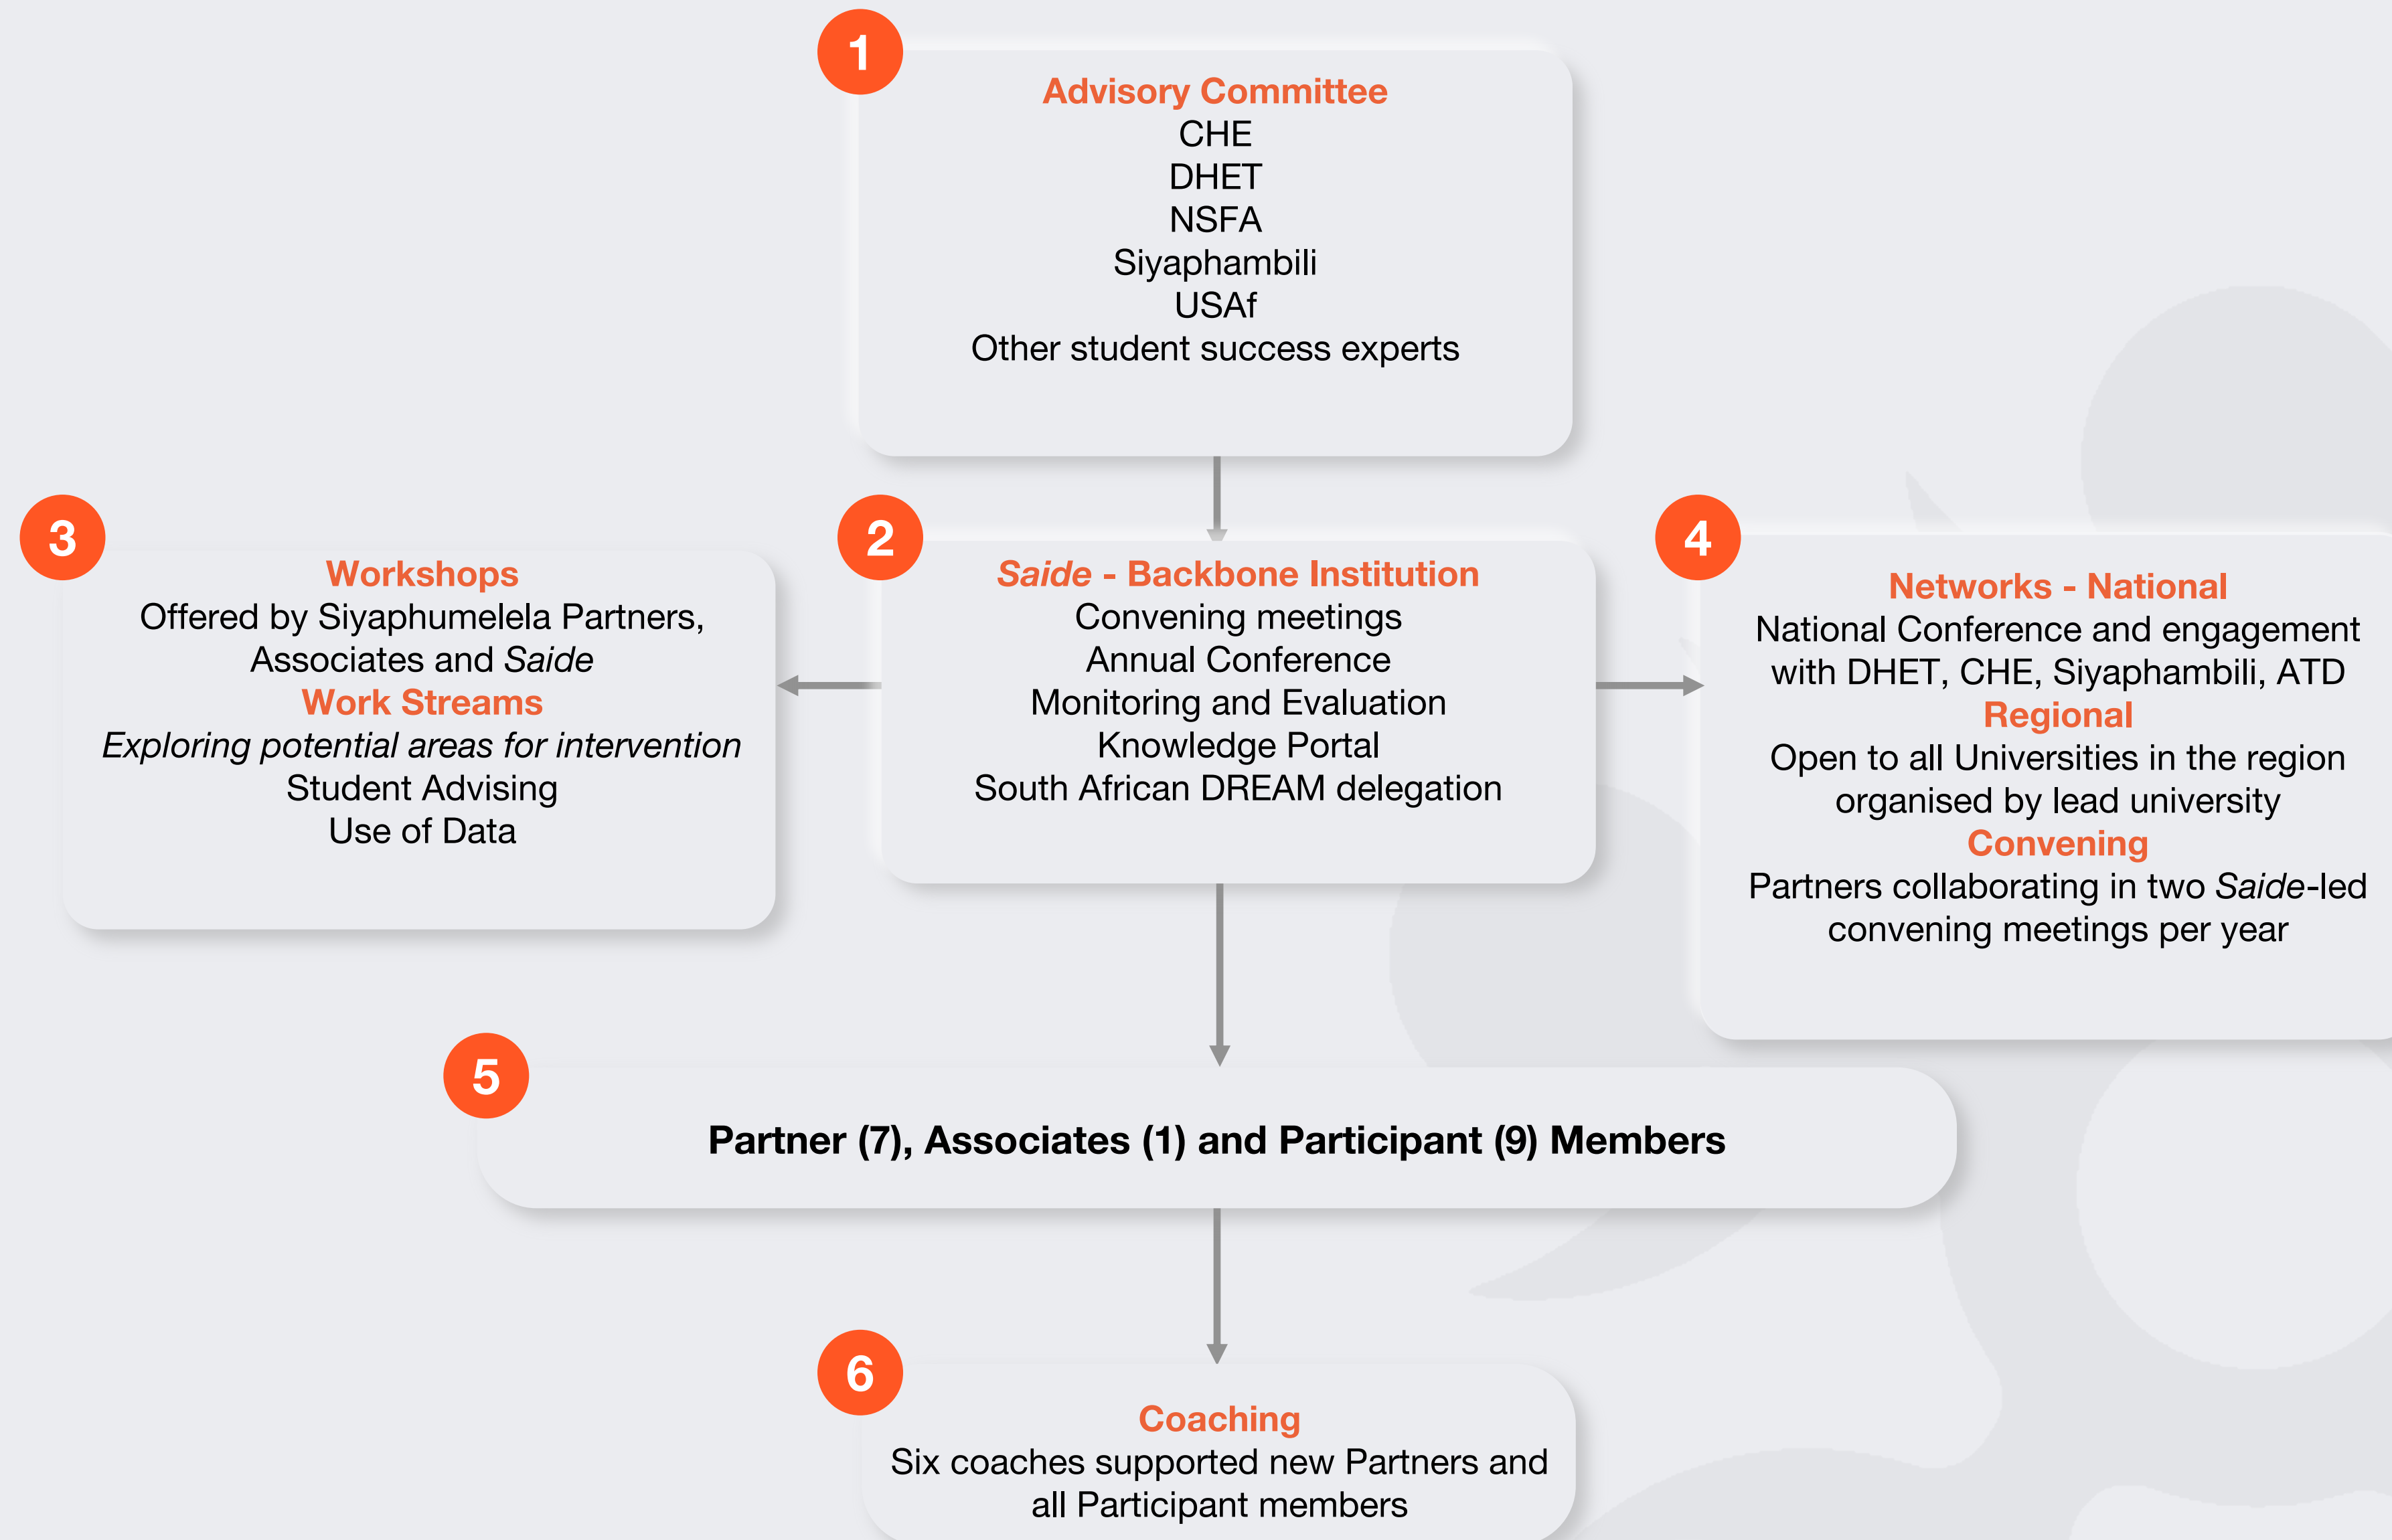 1
Advisory Committee
CHE
DHET
NSFA
Siyaphambili
USAf
Other student success experts
2
Saide - Backbone Institution
Convening meetings
Annual Conference
Monitoring and Evaluation
Knowledge Portal
South African DREAM delegation
3
Workshops
Offered by Siyaphumelela Partners,
Associates and Saide
Work Streams
Exploring potential areas for intervention
Student Advising
Use of Data
4
Networks - National
National Conference and engagement
with DHET, CHE, Siyaphambili, ATD
Regional
Open to all Universities in the region
organised by lead university
Convening
Partners collaborating in two Saide-led
convening meetings per year
5
Partner (7), Associates (1) and Participant (9) Members
6
Coaching
Six coaches supported new Partners and
all Participant members